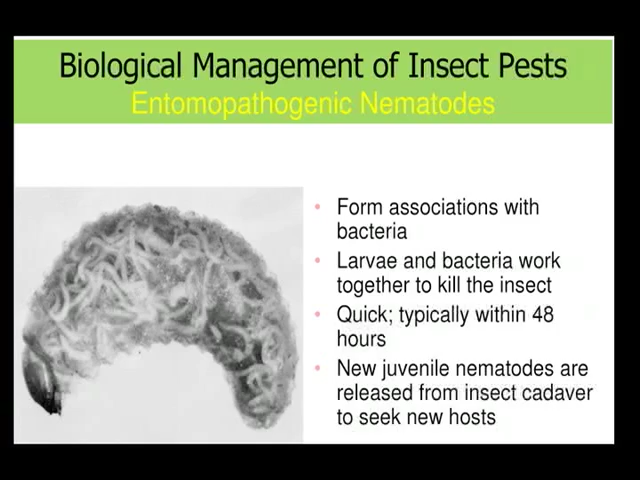 Biological Management of Insect Pests
Entomopathogenic Nematodes
• Form associations with
bacteria
• Larvae and bacteria work
together to kill the insect
• Quick; typically within 48
hours
• New juvenile nematodes are
released from insect cadaver
to seek new hosts